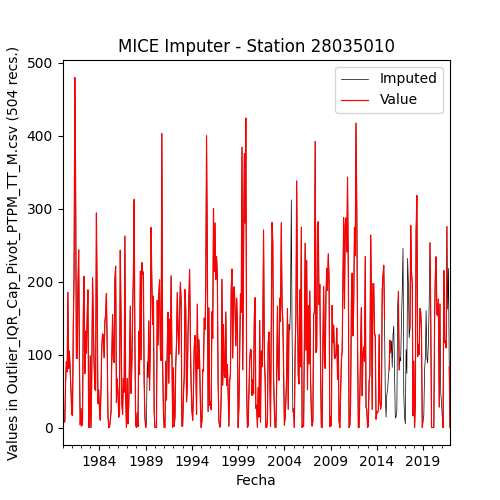 MICE Imputer - Station 28035010
Values in Outlier_IQR_Cap_Pivot_PTPM_TT_M.csv (504 recs.)
500
400
300
200
100
0
Imputed
Value
1984 1989 1994 1999 2004 2009 2014 2019
Fecha